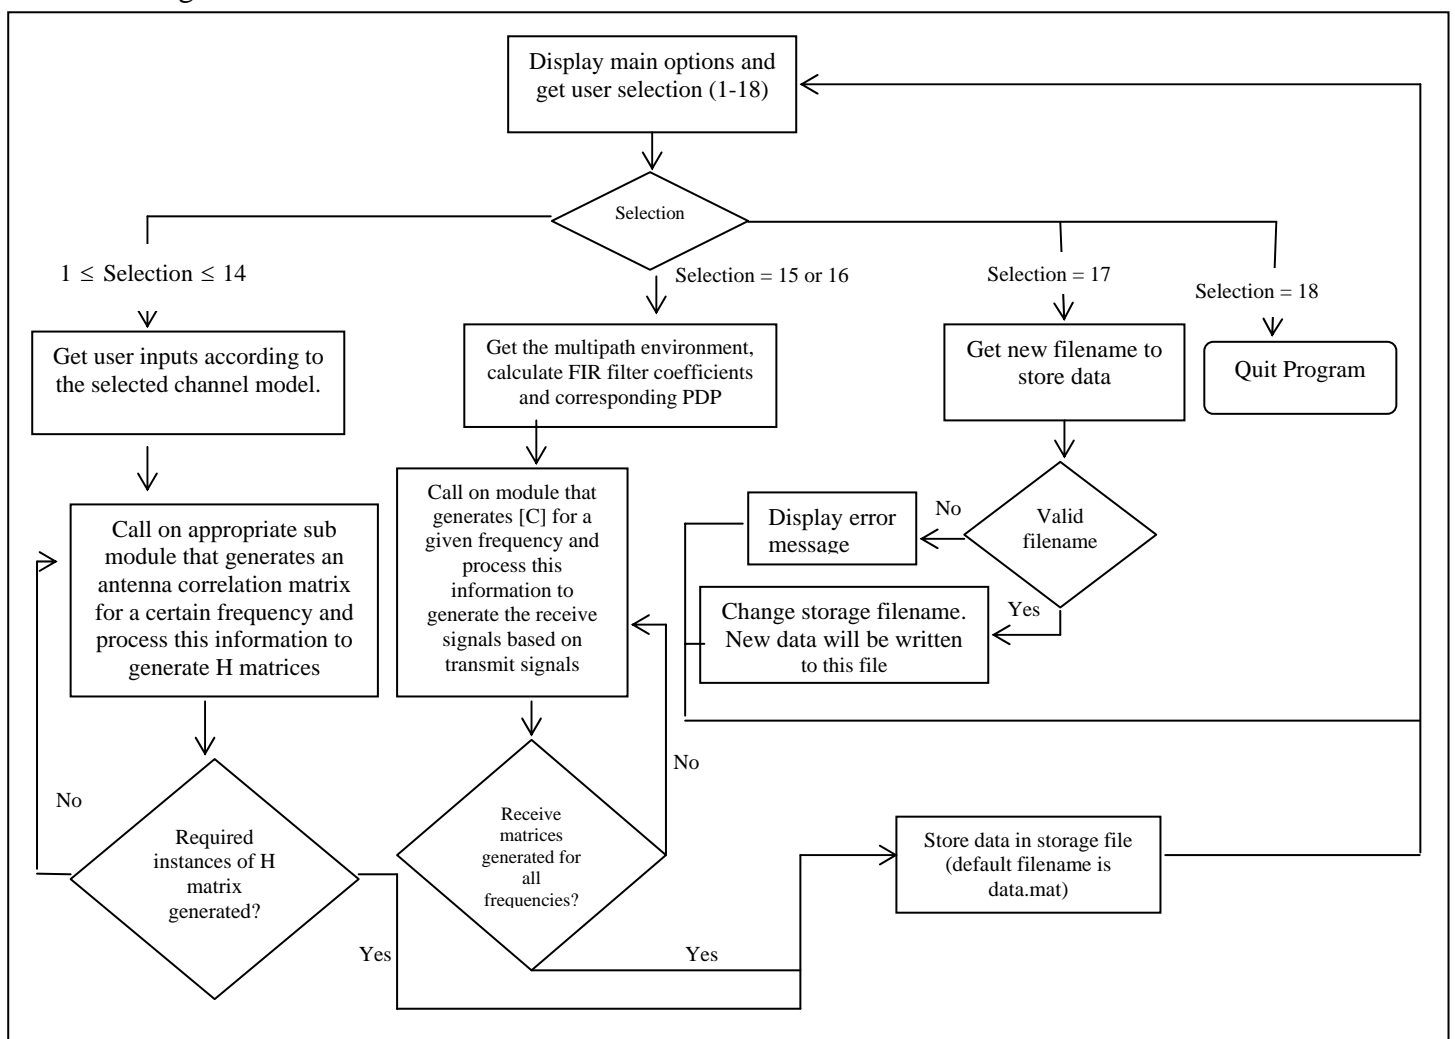 Display main options and
get user selection (1-18)
Selection
1 ≤ Selection ≤ 14
Selection = 15 or 16
Selection = 17
Selection = 18
Get user inputs according to
the selected channel model.
Get the multipath environment,
calculate FIR filter coefficients
and corresponding PDP
Get new filename to
store data
Quit Program
Call on appropriate sub
module that generates an
antenna correlation matrix
for a certain frequency and
process this information to
generate H matrices
Call on module that
generates [C] for a
given frequency and
process this
information to
generate the receive
signals based on
transmit signals
Display error
message
No
Valid
filename
Yes
Change storage filename.
New data will be written
to this file
No
Required
instances of H
matrix
generated?
Yes
No
Receive
matrices
generated for
all
frequencies?
Yes
Store data in storage file
(default filename is
data.mat)